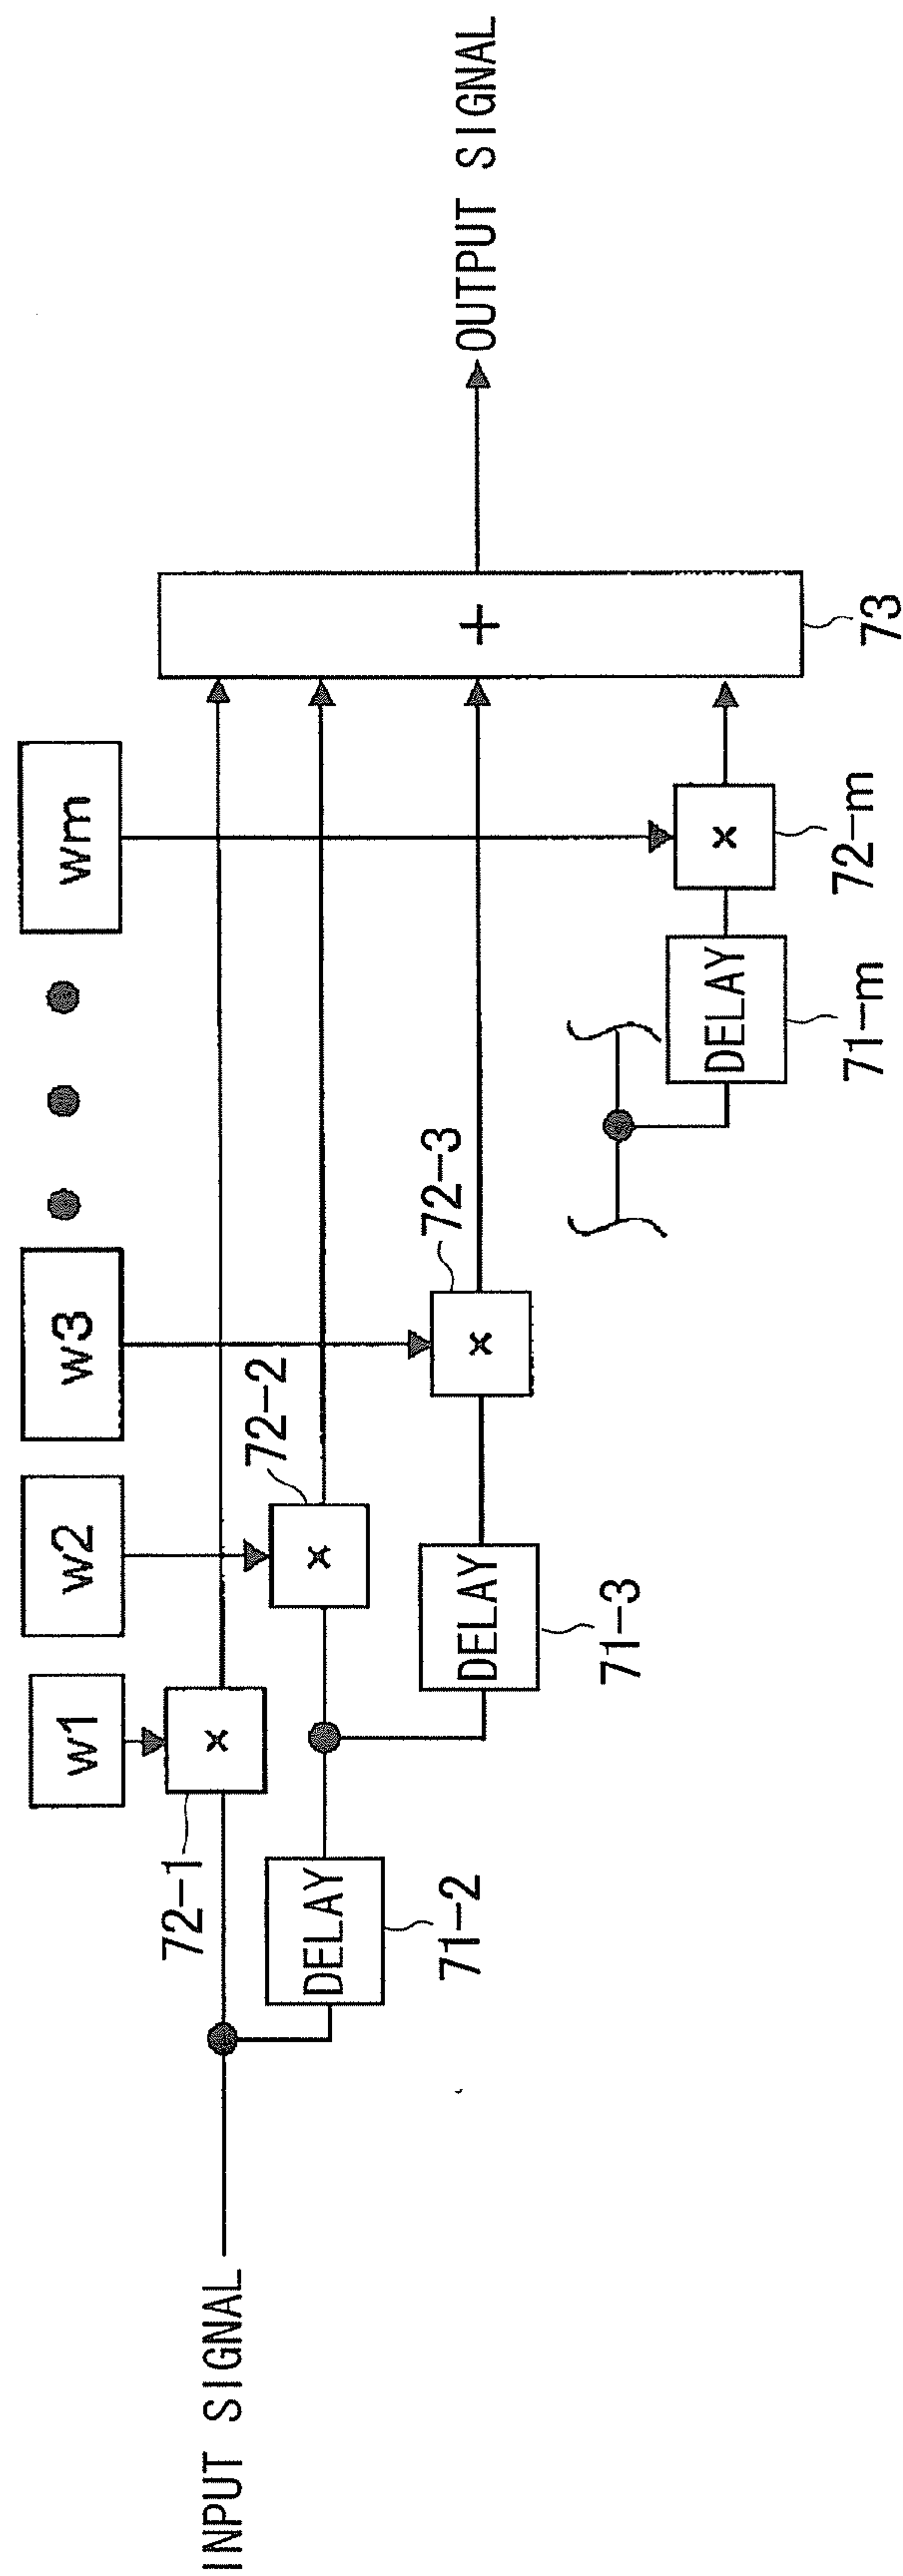 w1
w2
w3
wm
72-1
×
72-2
×
72-3
×
72-m
×
INPUT SIGNAL
DELAY
71-2
DELAY
71-3
DELAY
71-m
+
73
OUTPUT SIGNAL